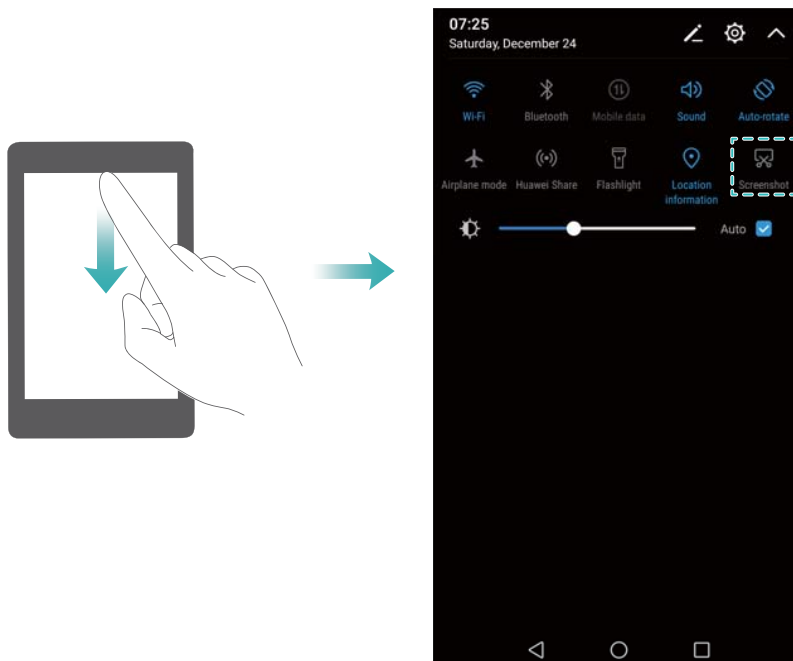 07:25
Saturday, December 24
Wi-Fi
Bluetooth
Mobile data
Sound
Auto-rotate
Airplane mode
Huawei Share
Flashlight
Location
information
Screenshot
Auto